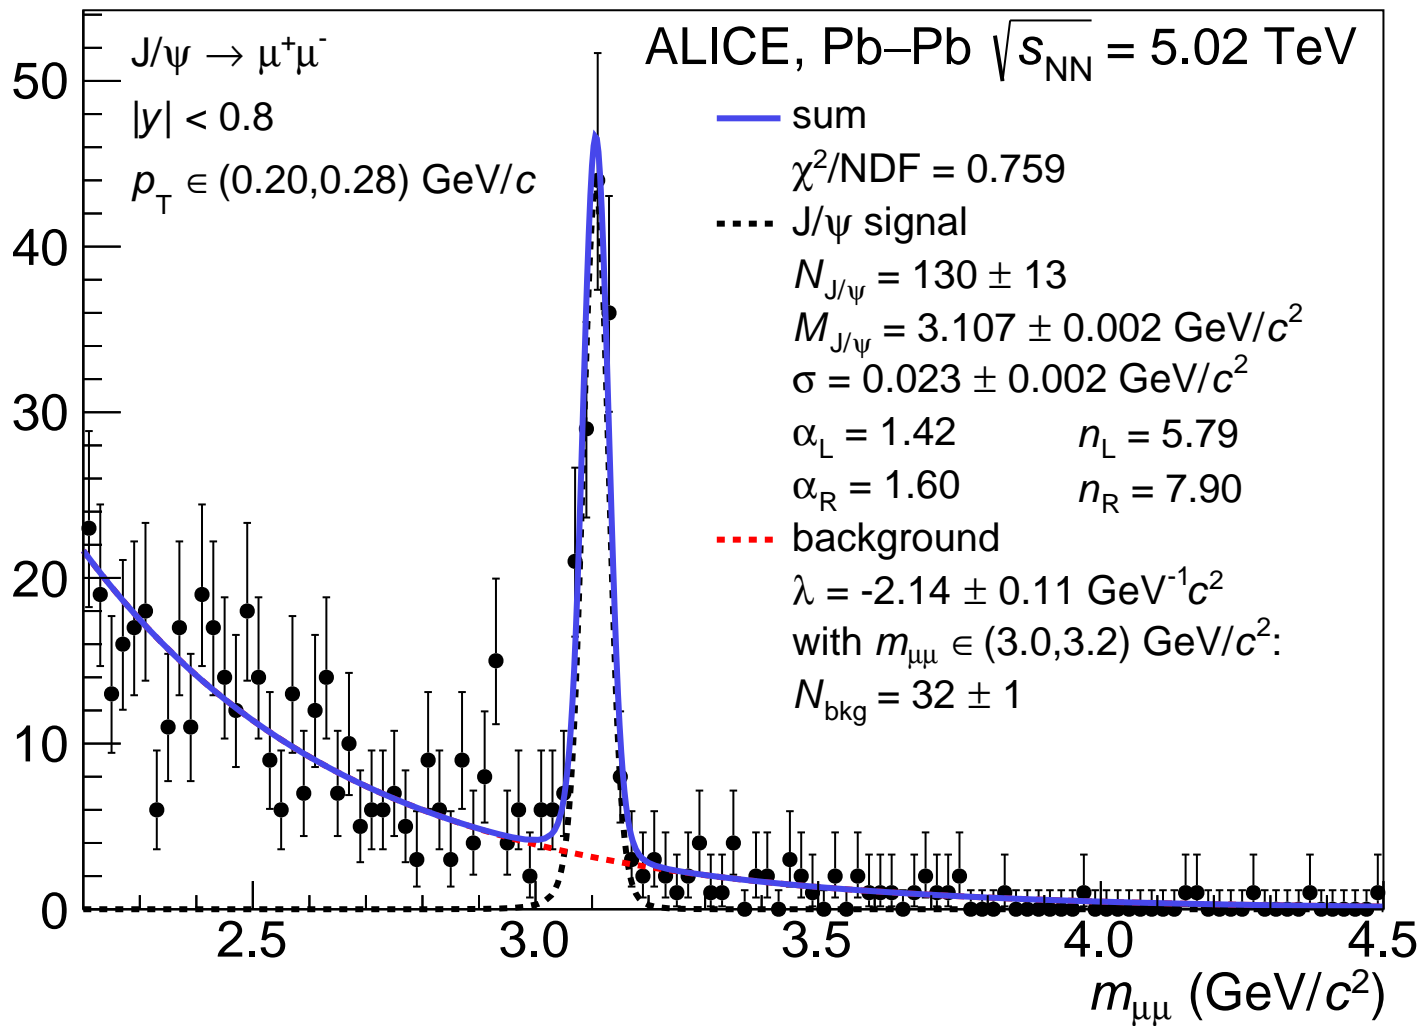 J/ψ → μ⁺μ⁻
|y| < 0.8
p_T ∈ (0.20,0.28) GeV/c
ALICE, Pb–Pb √s_NN = 5.02 TeV
sum
χ²/NDF = 0.759
J/ψ signal
N_J/ψ = 130 ± 13
M_J/ψ = 3.107 ± 0.002 GeV/c²
σ = 0.023 ± 0.002 GeV/c²
α_L = 1.42 n_L = 5.79
α_R = 1.60 n_R = 7.90
background
λ = -2.14 ± 0.11 GeV⁻¹c²
with m_μμ ∈ (3.0,3.2) GeV/c²:
N_bkg = 32 ± 1
50
40
30
20
10
0
2.5 3.0 3.5 4.0 4.5
m_μμ (GeV/c²)